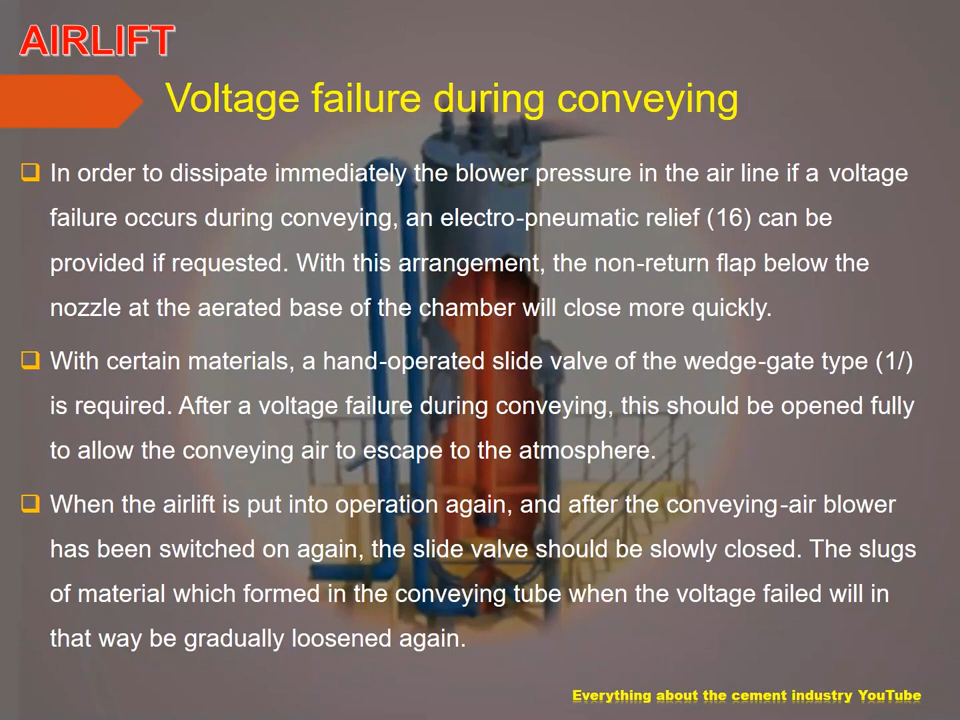 AIRLIFT
Voltage failure during conveying
In order to dissipate immediately the blower pressure in the air line if a voltage
failure occurs during conveying, an electro-pneumatic relief (16) can be
provided if requested. With this arrangement, the non-return flap below the
nozzle at the aerated base of the chamber will close more quickly.
With certain materials, a hand-operated slide valve of the wedge-gate type (1/)
is required. After a voltage failure during conveying, this should be opened fully
to allow the conveying air to escape to the atmosphere.
When the airlift is put into operation again, and after the conveying-air blower
has been switched on again, the slide valve should be slowly closed. The slugs
of material which formed in the conveying tube when the voltage failed will in
that way be gradually loosened again.
Everything about the cement industry YouTube